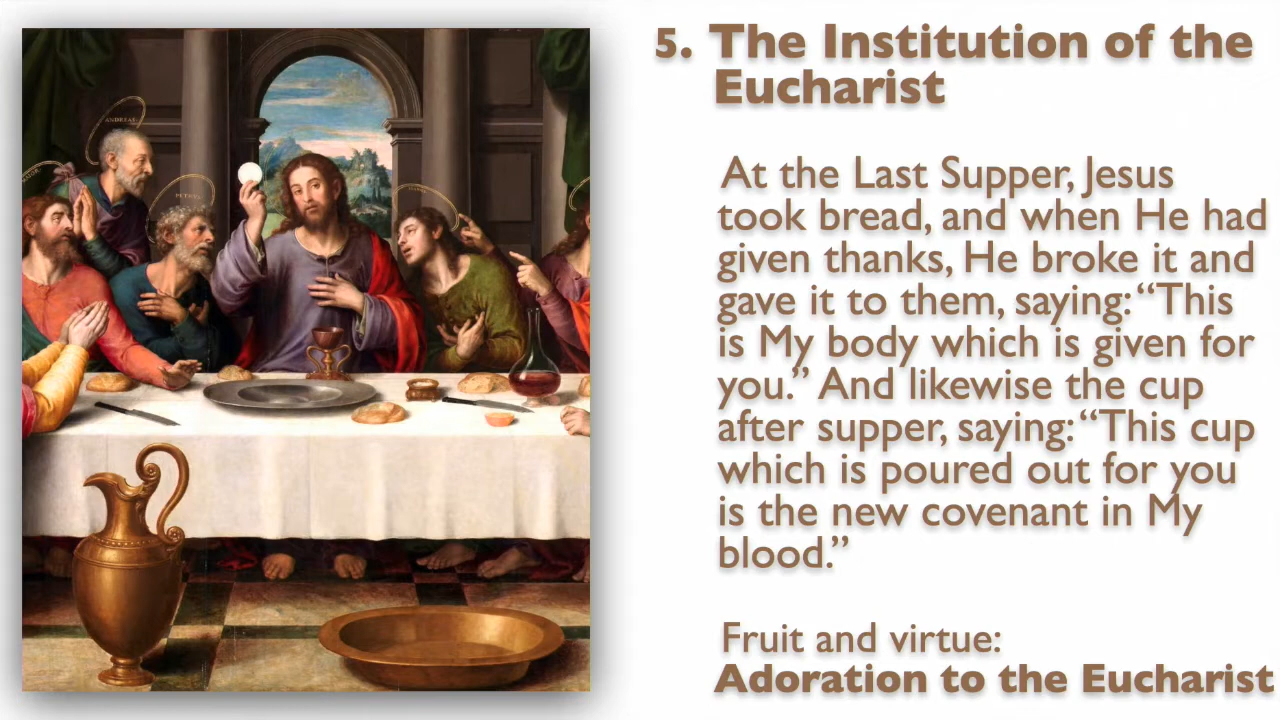 ANDREAS
MAIOR
PETRVS
5. The Institution of the
Eucharist
At the Last Supper, Jesus
took bread, and when He had
given thanks, He broke it and
gave it to them, saying: “This
is My body which is given for
you.” And likewise the cup
after supper, saying: “This cup
which is poured out for you
is the new covenant in My
blood.”
Fruit and virtue:
Adoration to the Eucharist